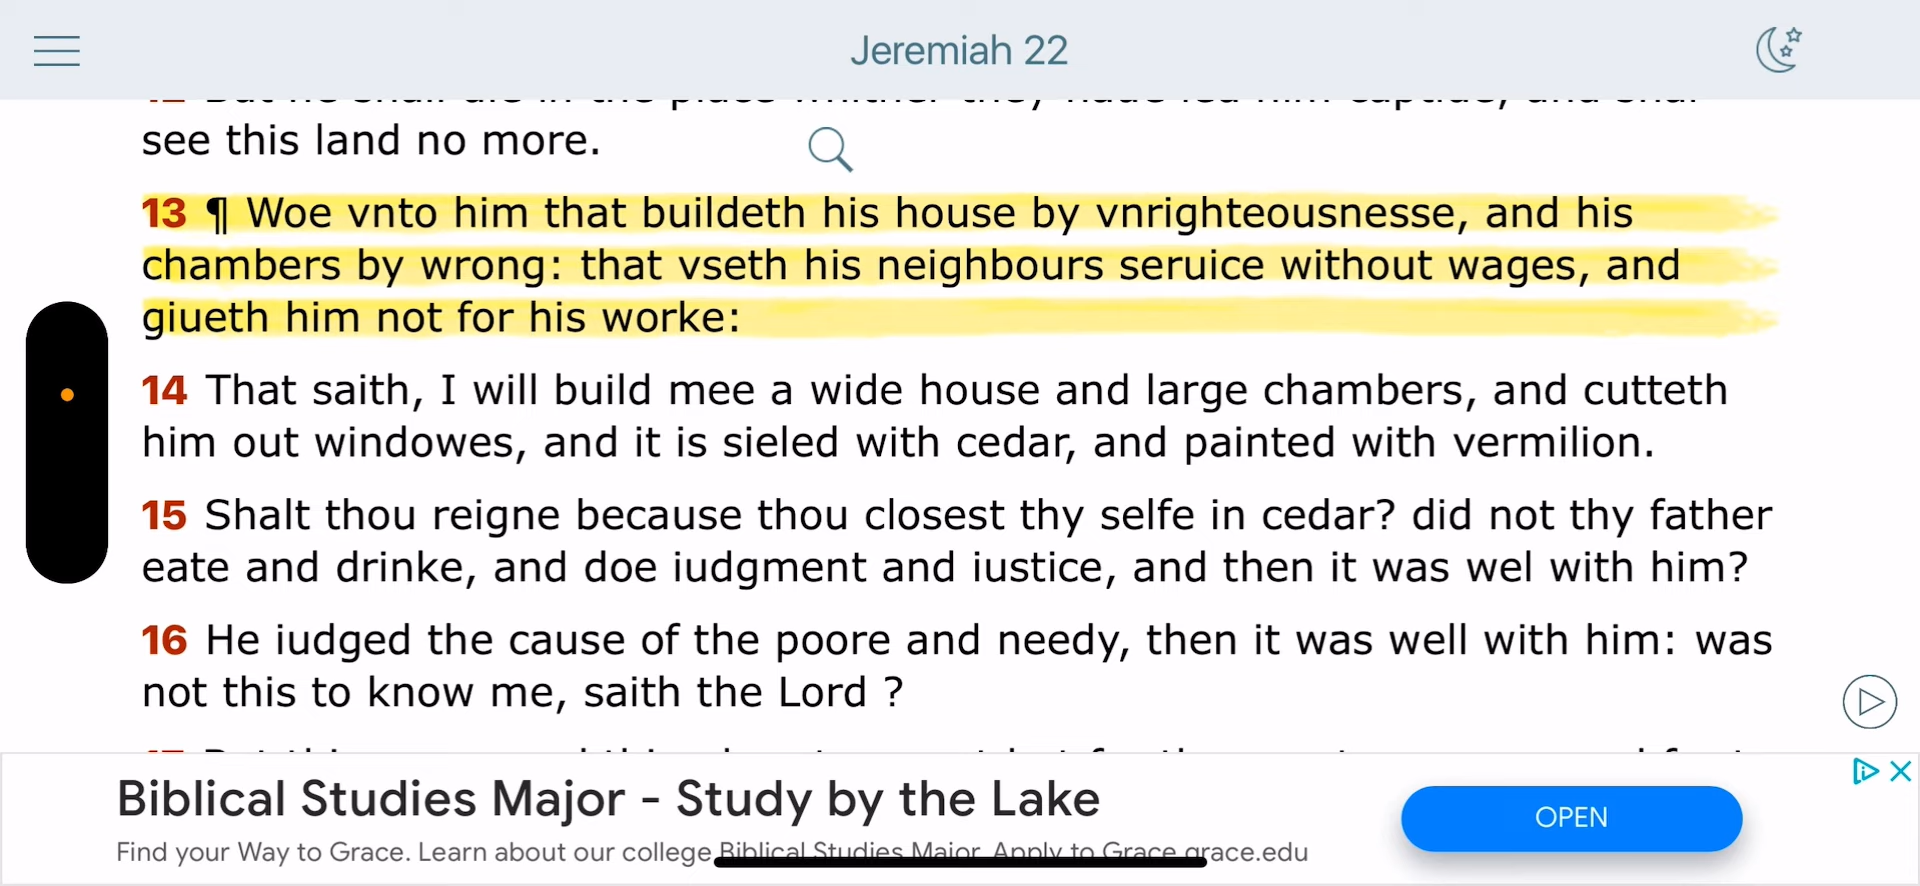 Jeremiah 22
see this land no more.
13 ¶ Woe vnto him that buildeth his house by vnrighteousnesse, and his
chambers by wrong: that vseth his neighbours seruice without wages, and
giueth him not for his worke:
14 That saith, I will build mee a wide house and large chambers, and cutteth
him out windowes, and it is sieled with cedar, and painted with vermilion.
15 Shalt thou reigne because thou closest thy selfe in cedar? did not thy father
eate and drinke, and doe iudgment and iustice, and then it was wel with him?
16 He iudged the cause of the poore and needy, then it was well with him: was
not this to know me, saith the Lord ?
Biblical Studies Major - Study by the Lake
Find your Way to Grace. Learn about our college Biblical Studies Major. Apply to Grace grace.edu
OPEN